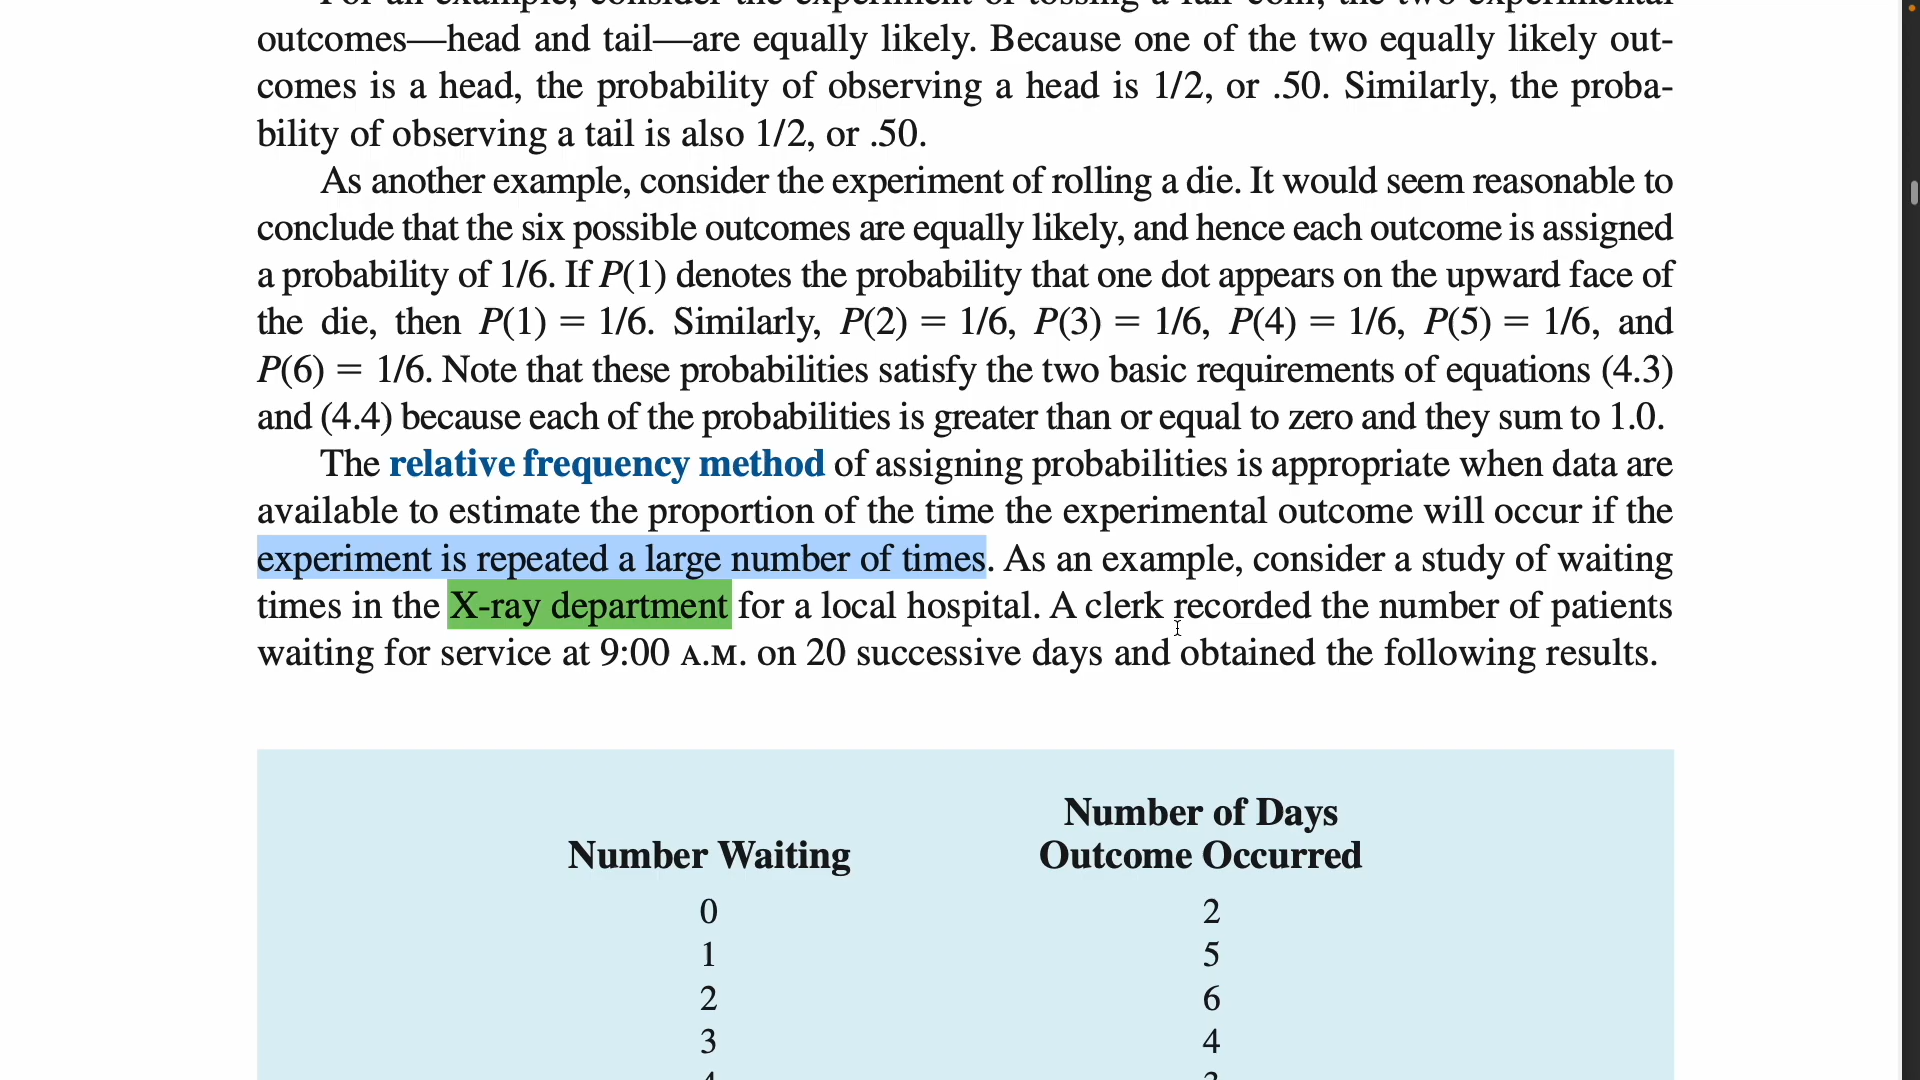 outcomes—head and tail—are equally likely. Because one of the two equally likely out-
comes is a head, the probability of observing a head is 1/2, or .50. Similarly, the proba-
bility of observing a tail is also 1/2, or .50.
As another example, consider the experiment of rolling a die. It would seem reasonable to
conclude that the six possible outcomes are equally likely, and hence each outcome is assigned
a probability of 1/6. If P(1) denotes the probability that one dot appears on the upward face of
the die, then P(1) = 1/6. Similarly, P(2) = 1/6, P(3) = 1/6, P(4) = 1/6, P(5) = 1/6, and
P(6) = 1/6. Note that these probabilities satisfy the two basic requirements of equations (4.3)
and (4.4) because each of the probabilities is greater than or equal to zero and they sum to 1.0.
The relative frequency method of assigning probabilities is appropriate when data are
available to estimate the proportion of the time the experimental outcome will occur if the
experiment is repeated a large number of times. As an example, consider a study of waiting
times in the X-ray department for a local hospital. A clerk recorded the number of patients
waiting for service at 9:00 A.M. on 20 successive days and obtained the following results.
Number of Days
Number Waiting Outcome Occurred
0 2
1 5
2 6
3 4